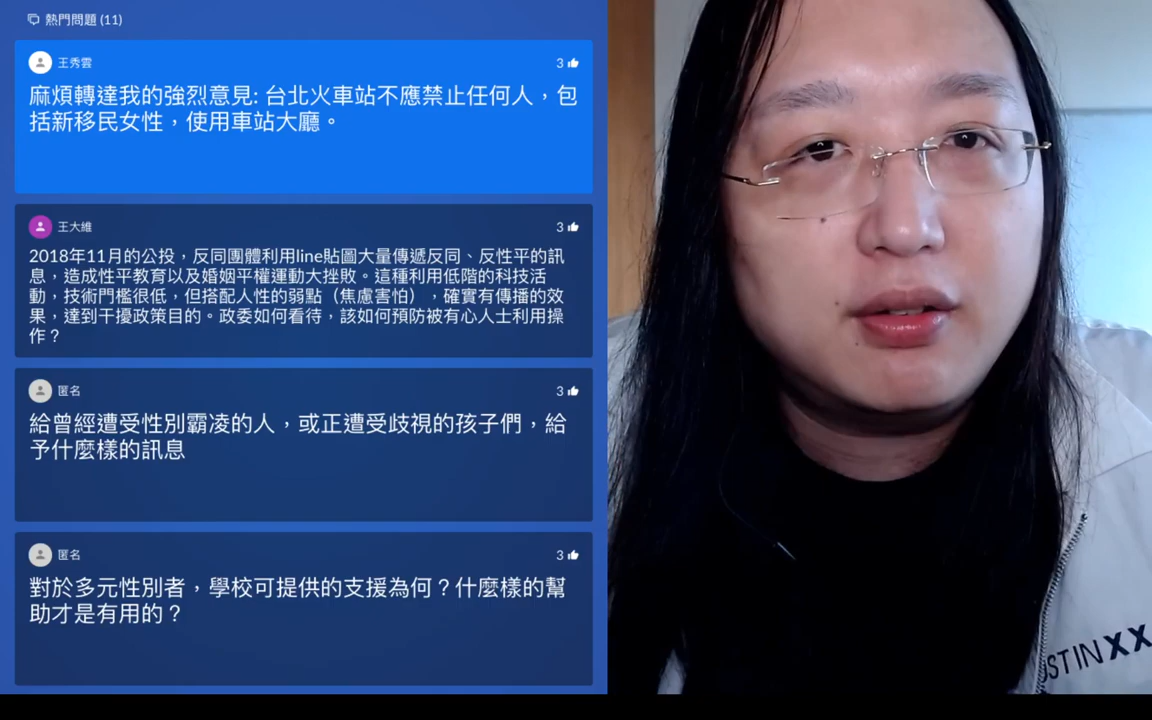 熱門問題 (11)
王秀雲
3
麻煩轉達我的強烈意見: 台北火車站不應禁止任何人，包
括新移民女性，使用車站大廳。
王大維
3
2018年11月的公投，反同團體利用line貼圖大量傳遞反同、反性平的訊
息，造成性平教育以及婚姻平權運動大挫敗。這種利用低階的科技活
動，技術門檻很低，但搭配人性的弱點（焦慮害怕），確實有傳播的效
果，達到干擾政策目的。政委如何看待，該如何預防被有心人士利用操
作？
匿名
3
給曾經遭受性別霸凌的人，或正遭受歧視的孩子們，給
予什麼樣的訊息
匿名
3
對於多元性別者，學校可提供的支援為何？什麼樣的幫
助才是有用的？
USTIN XX